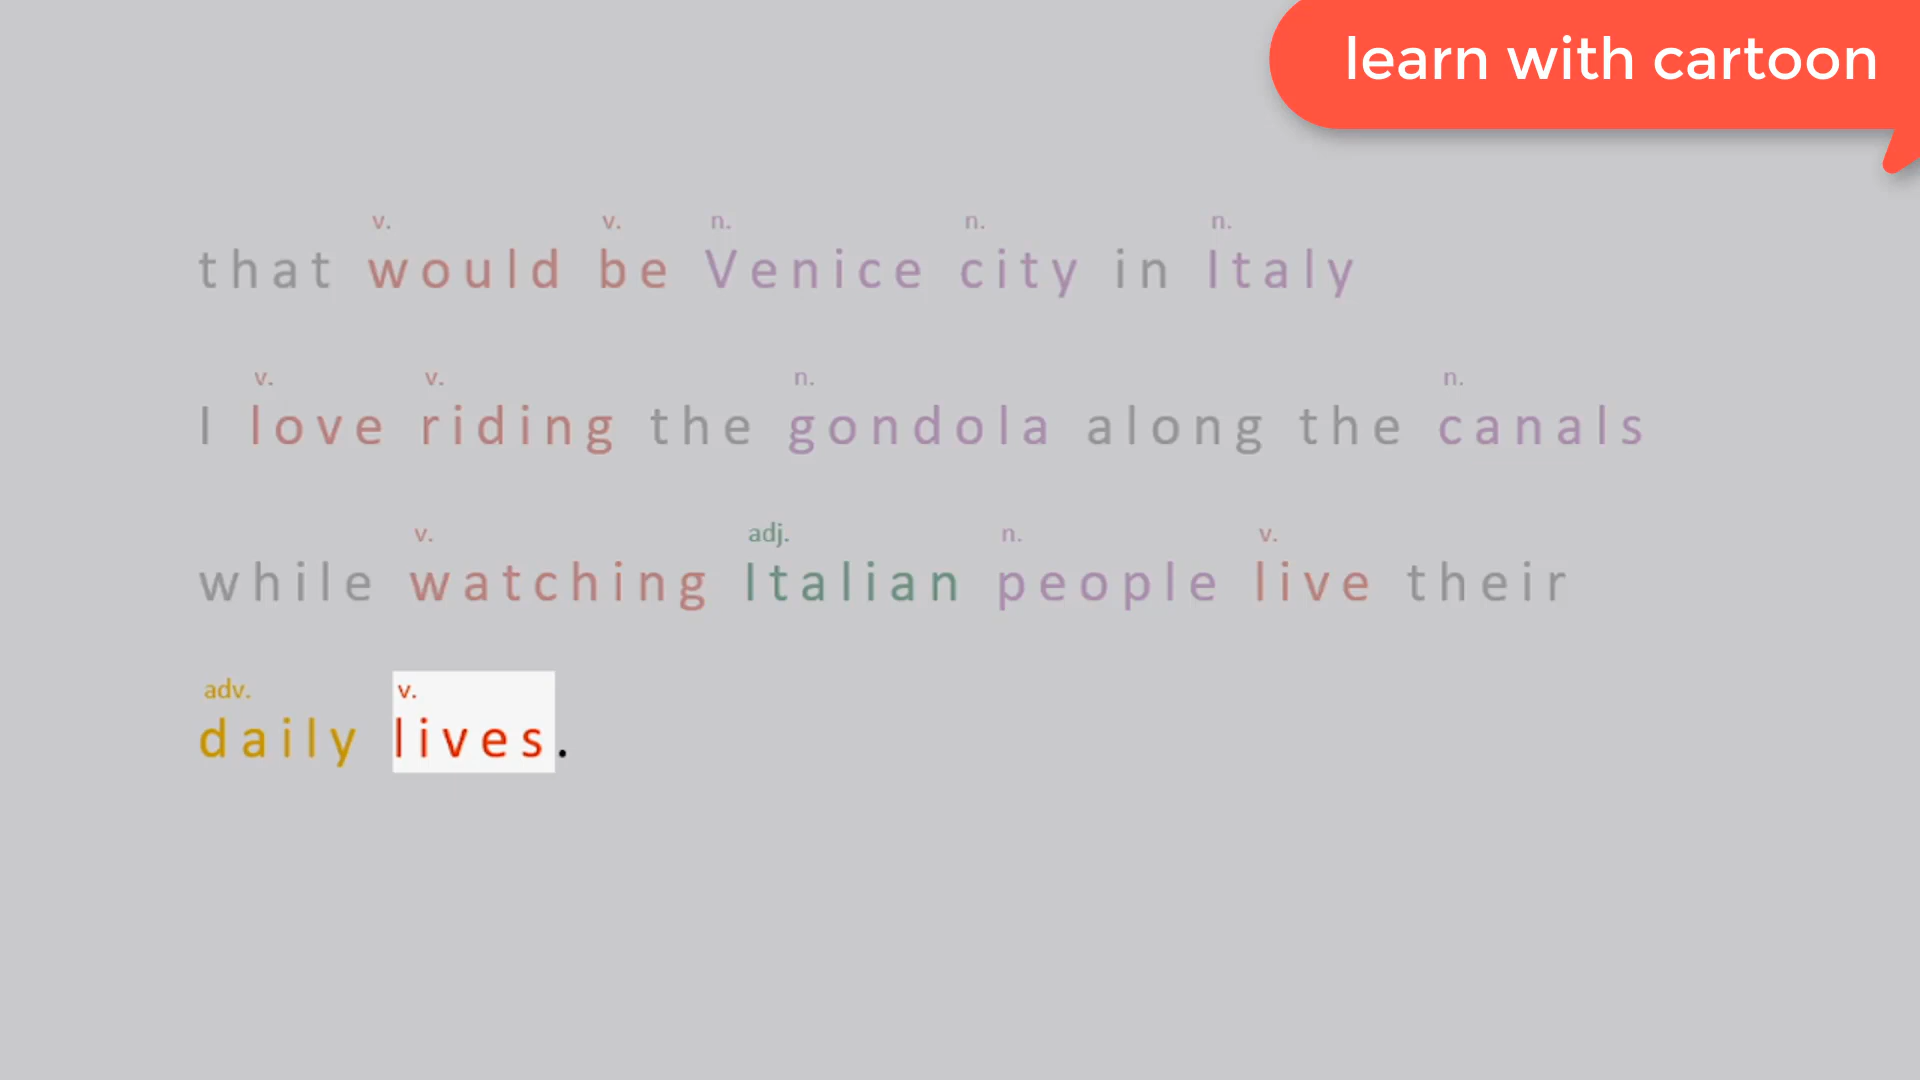 learn with cartoon
v. v. n. n. n.
that would be Venice city in Italy
v. v. n. n.
I love riding the gondola along the canals
v. adj. n. v.
while watching Italian people live their
adv. v.
daily lives.